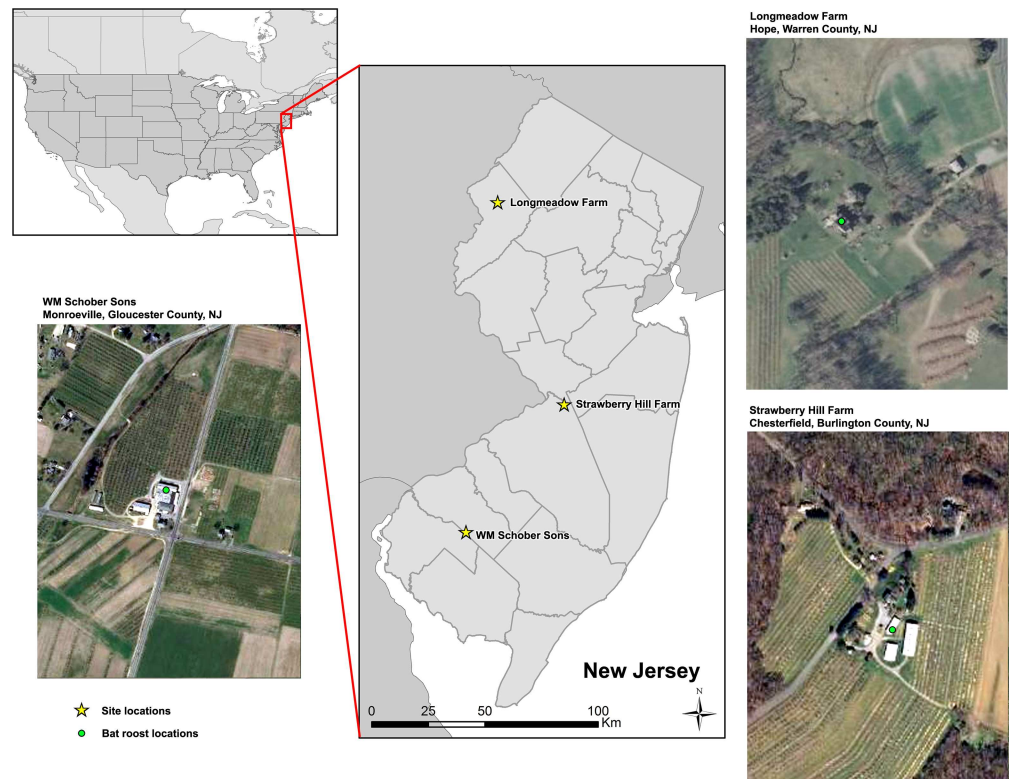 Longmeadow Farm
Hope, Warren County, NJ
Longmeadow Farm
WM Schober Sons
Monroeville, Gloucester County, NJ
Strawberry Hill Farm
Strawberry Hill Farm
Chesterfield, Burlington County, NJ
WM Schober Sons
New Jersey
N
0 25 50 100
Km
Site locations
Bat roost locations